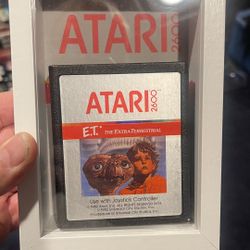 ATARI 2600
ATARI 2600
E.T. THE EXTRA-TERRESTRIAL
Use with Joystick Controller